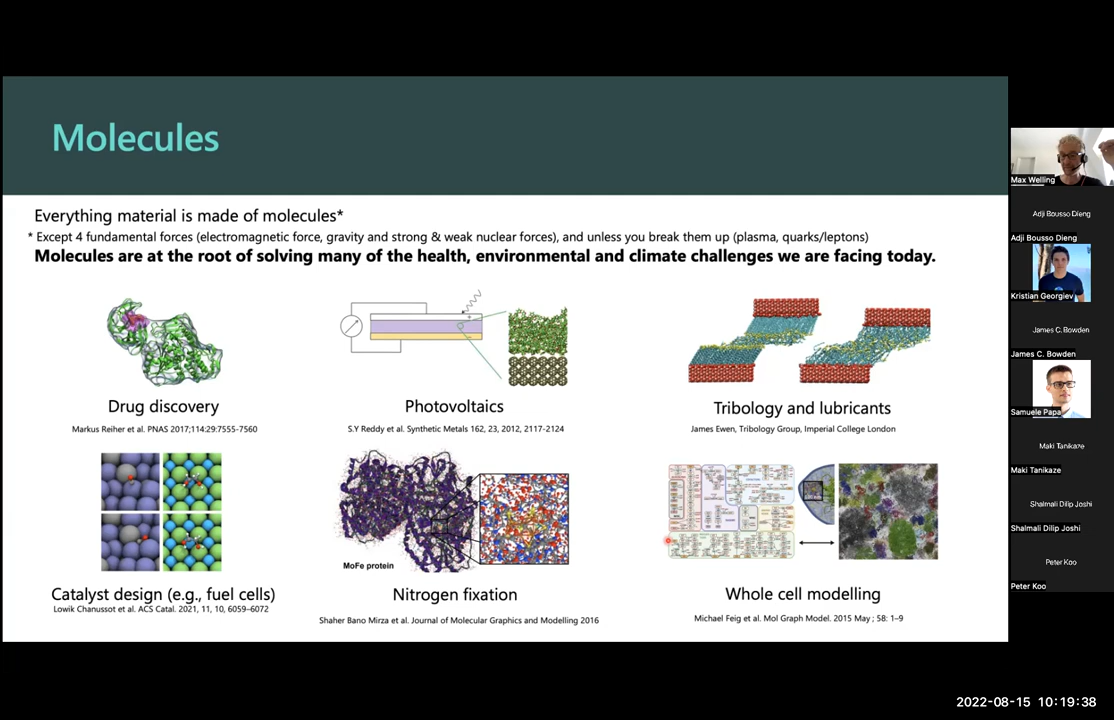 Molecules
Everything material is made of molecules*
* Except 4 fundamental forces (electromagnetic force, gravity and strong & weak nuclear forces), and unless you break them up (plasma, quarks/leptons)
Molecules are at the root of solving many of the health, environmental and climate challenges we are facing today.
Drug discovery
Markus Reiher et al. PNAS 2017;114:29:7555-7560
Photovoltaics
S.Y Reddy et al. Synthetic Metals 162, 23, 2012, 2117-2124
Tribology and lubricants
James Ewen, Tribology Group, Imperial College London
Catalyst design (e.g., fuel cells)
Lowik Chanussot et al. ACS Catal. 2021, 11, 10, 6059–6072
MoFe protein
Nitrogen fixation
Shaher Bano Mirza et al. Journal of Molecular Graphics and Modelling 2016
Whole cell modelling
Michael Feig et al. Mol Graph Model. 2015 May ; 58: 1–9
Max Welling
Adji Bousso Dieng
Adji Bousso Dieng
Kristian Georgiev
James C. Bowden
James C. Bowden
Samuele Papa
Maki Tanikaze
Maki Tanikaze
Shalmali Dilip Joshi
Shalmali Dilip Joshi
Peter Koo
Peter Koo
2022-08-15 10:19:38